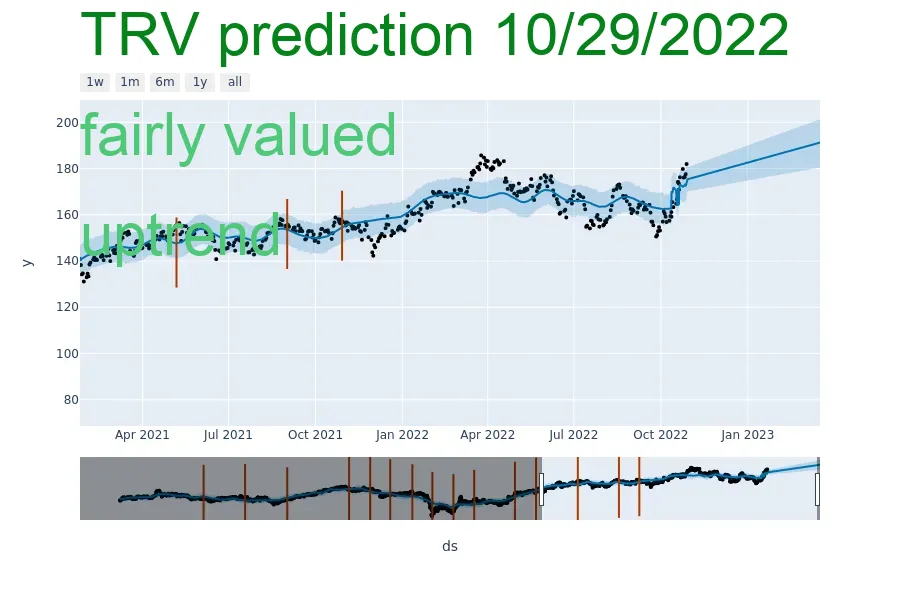 TRV prediction 10/29/2022
1w 1m 6m 1y all
fairly valued
uptrend
200
180
160
140
120
100
80
y
Apr 2021 Jul 2021 Oct 2021 Jan 2022 Apr 2022 Jul 2022 Oct 2022 Jan 2023
ds